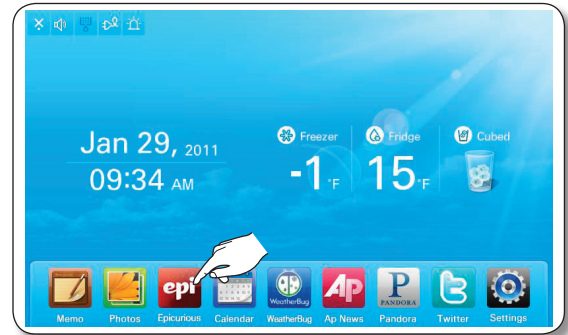 Freezer
Fridge
Cubed
Jan 29, 2011
09:34 AM
-1 °F
15 °F
epi
WeatherBug
AP
P
PANDORA
Memo
Photos
Epicurious
Calendar
WeatherBug
Ap News
Pandora
Twitter
Settings